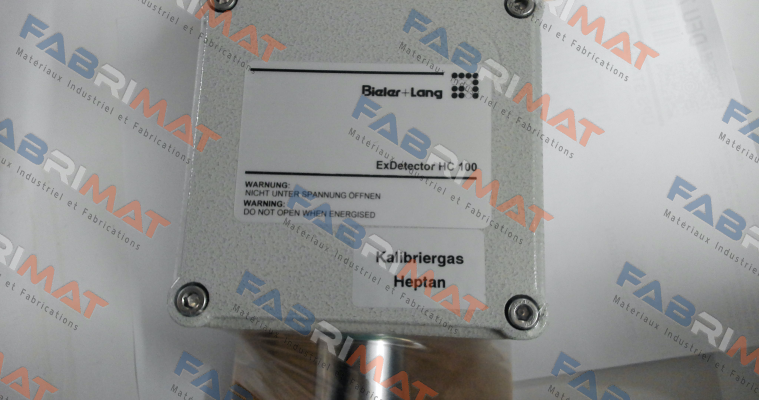 Bieler+Lang
ExDetector HC 100
WARNUNG:
NICHT UNTER SPANNUNG ÖFFNEN
WARNING:
DO NOT OPEN WHEN ENERGISED
Kalibriergas
Heptan
FABRIMAT
Materiaux Industriel et Fabrications